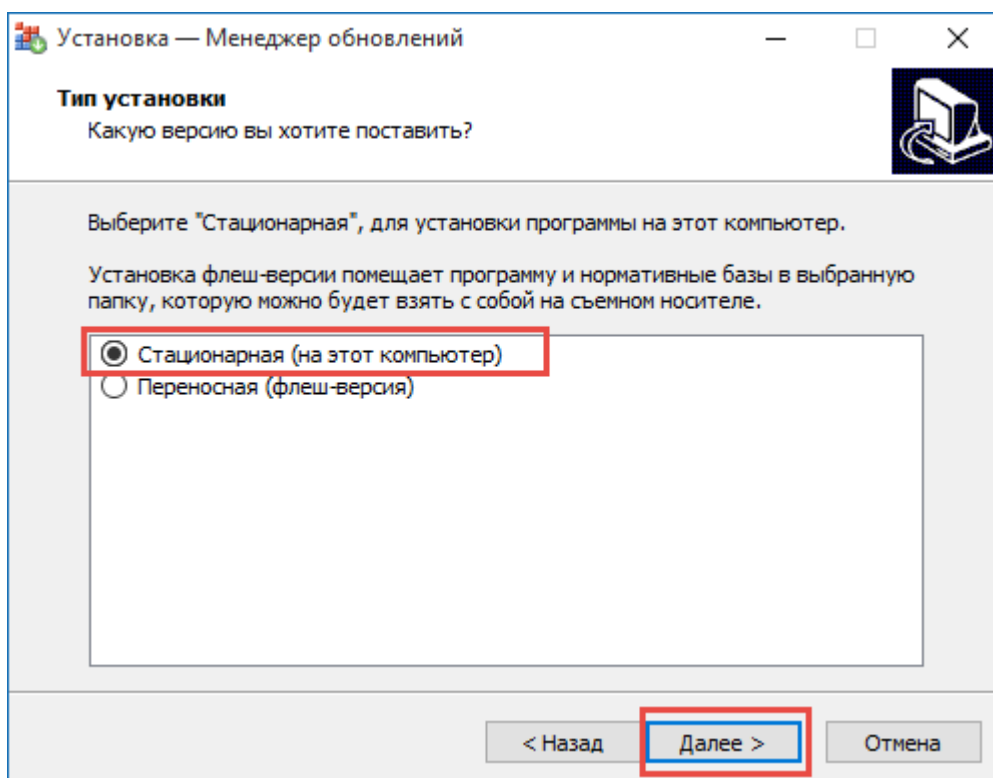 Установка — Менеджер обновлений
Тип установки
Какую версию вы хотите поставить?
Выберите "Стационарная", для установки программы на этот компьютер.
Установка флеш-версии помещает программу и нормативные базы в выбранную
папку, которую можно будет взять с собой на съемном носителе.
Стационарная (на этот компьютер)
Переносная (флеш-версия)
< Назад
Далее >
Отмена